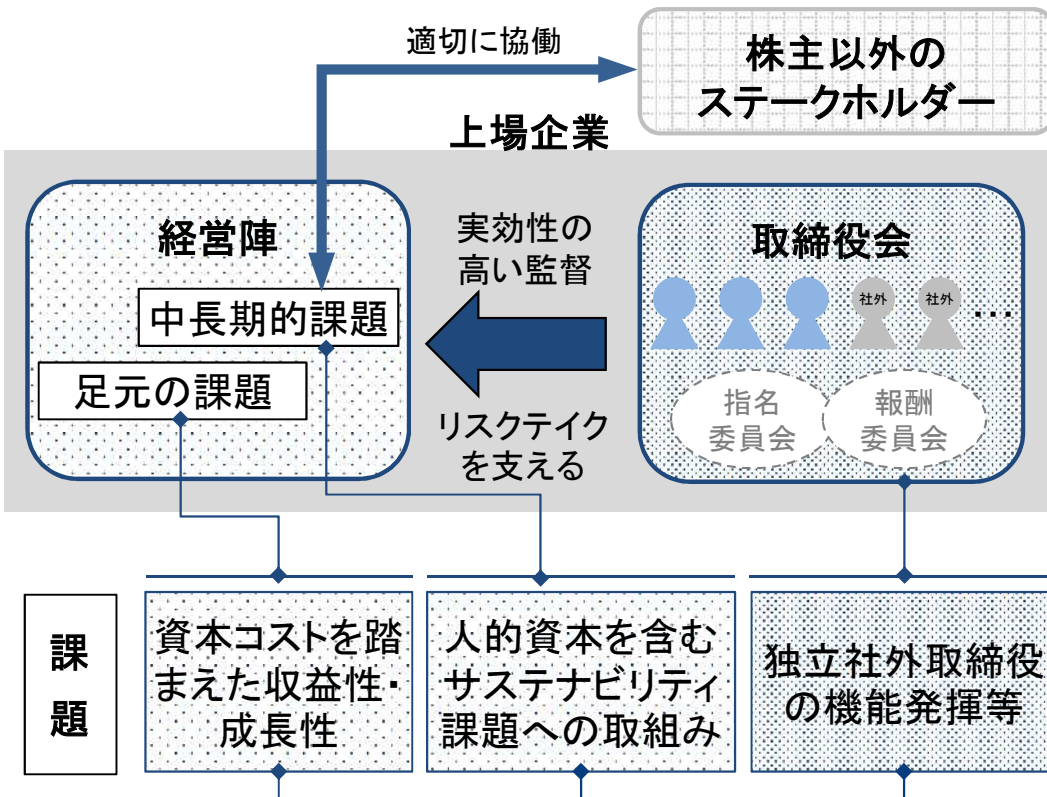 適切に協働
株主以外の
ステークホルダー
上場企業
経営陣
中長期的課題
足元の課題
実効性の
高い監督
リスクテイク
を支える
取締役会
社外
社外
…
指名
委員会
報酬
委員会
課
題
資本コストを踏
まえた収益性・
成長性
人的資本を含む
サステナビリティ
課題への取組み
独立社外取締役
の機能発揮等